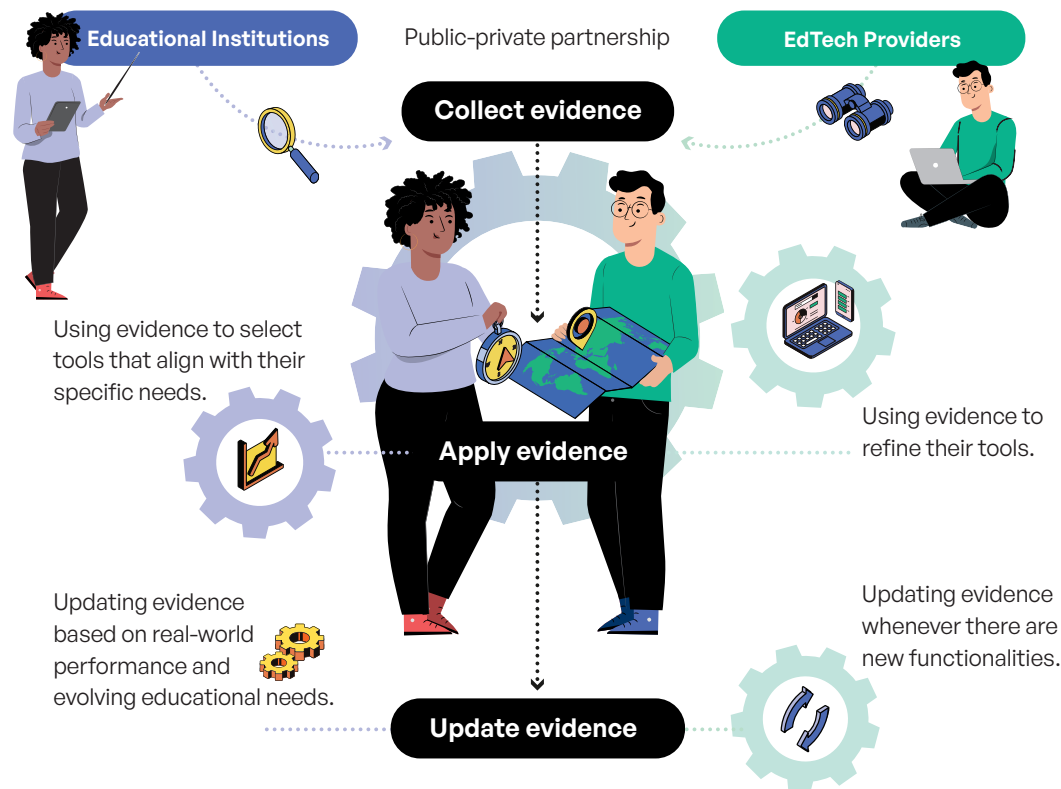 Educational Institutions
Public-private partnership
EdTech Providers
Collect evidence
Using evidence to select
tools that align with their
specific needs.
Using evidence to
refine their tools.
Apply evidence
Updating evidence
based on real-world
performance and
evolving educational needs.
Updating evidence
whenever there are
new functionalities.
Update evidence